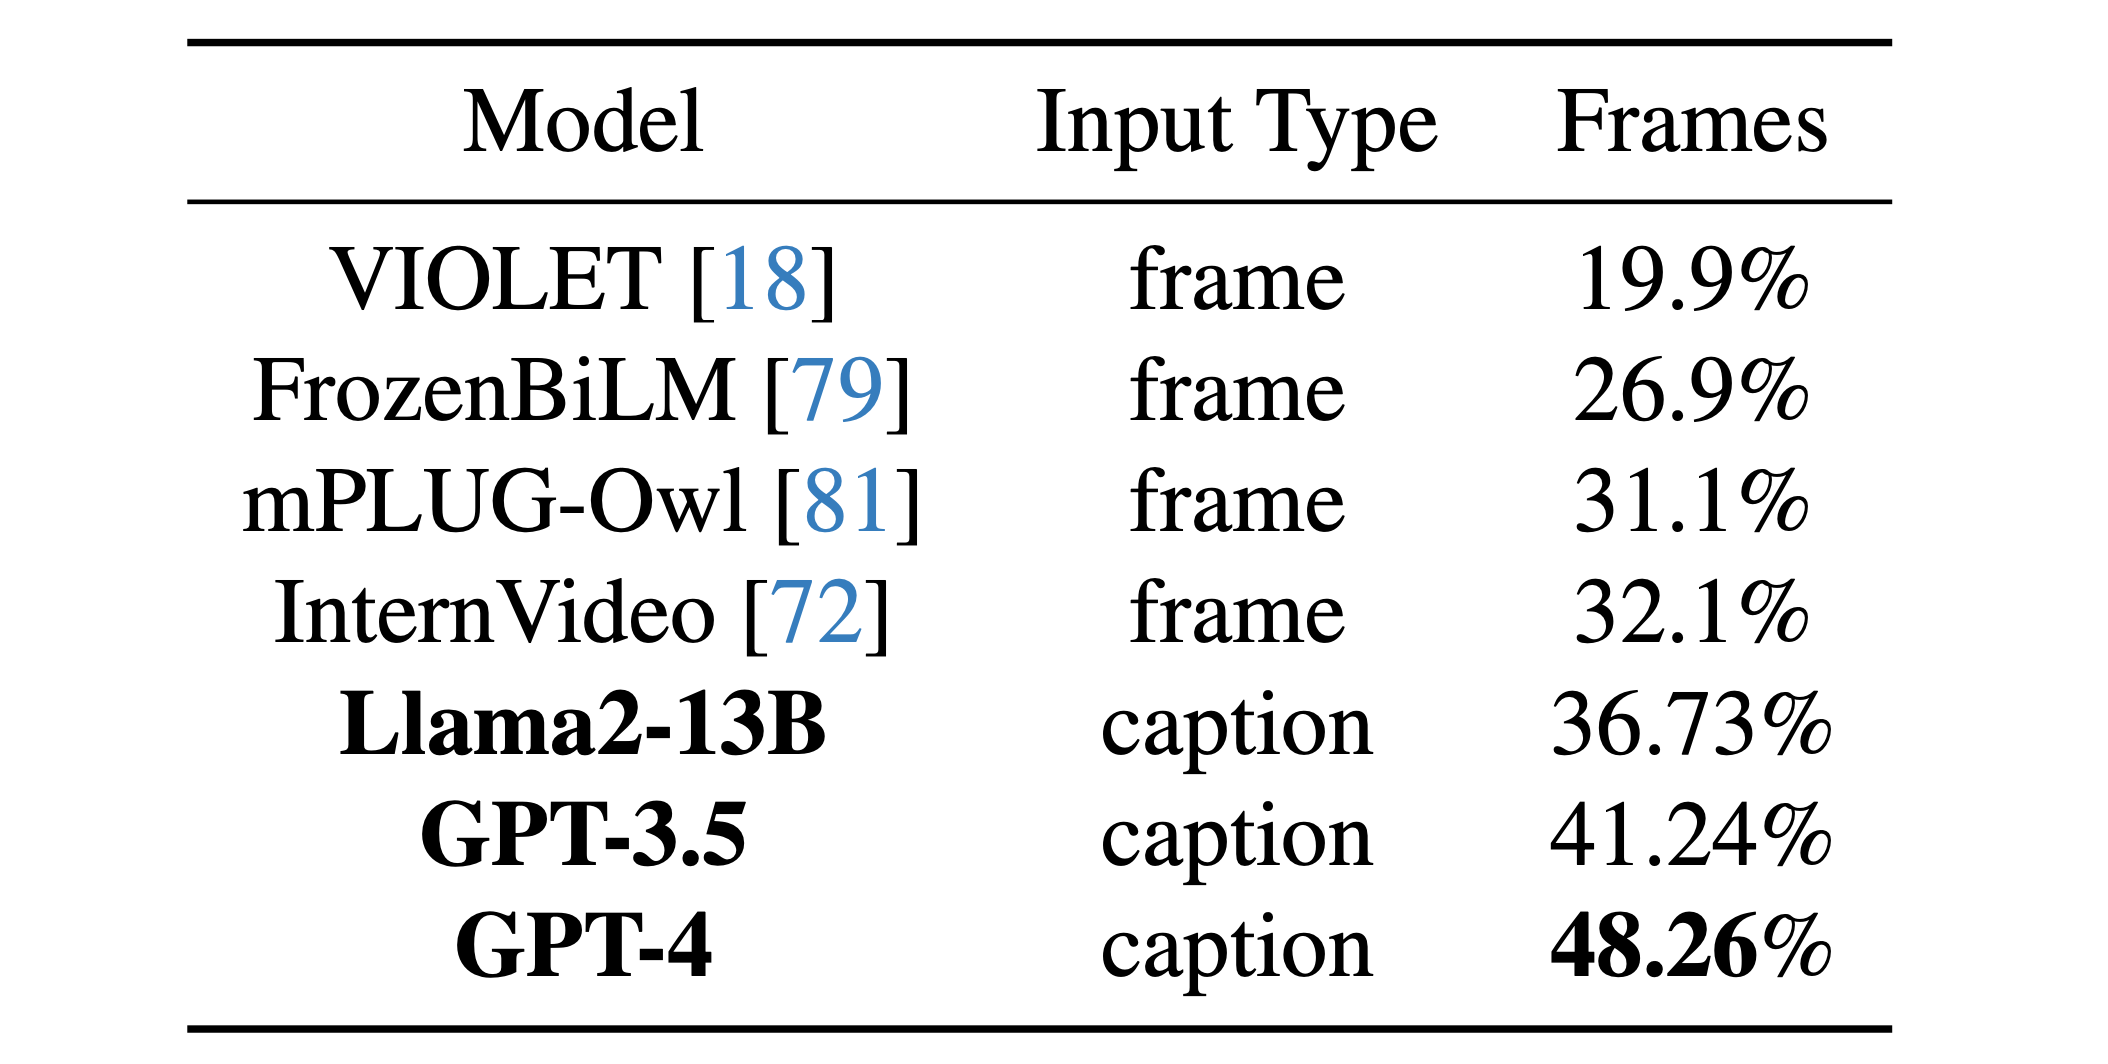 Model Input Type Frames
VIOLET [18] frame 19.9%
FrozenBiLM [79] frame 26.9%
mPLUG-Owl [81] frame 31.1%
InternVideo [72] frame 32.1%
Llama2-13B caption 36.73%
GPT-3.5 caption 41.24%
GPT-4 caption 48.26%